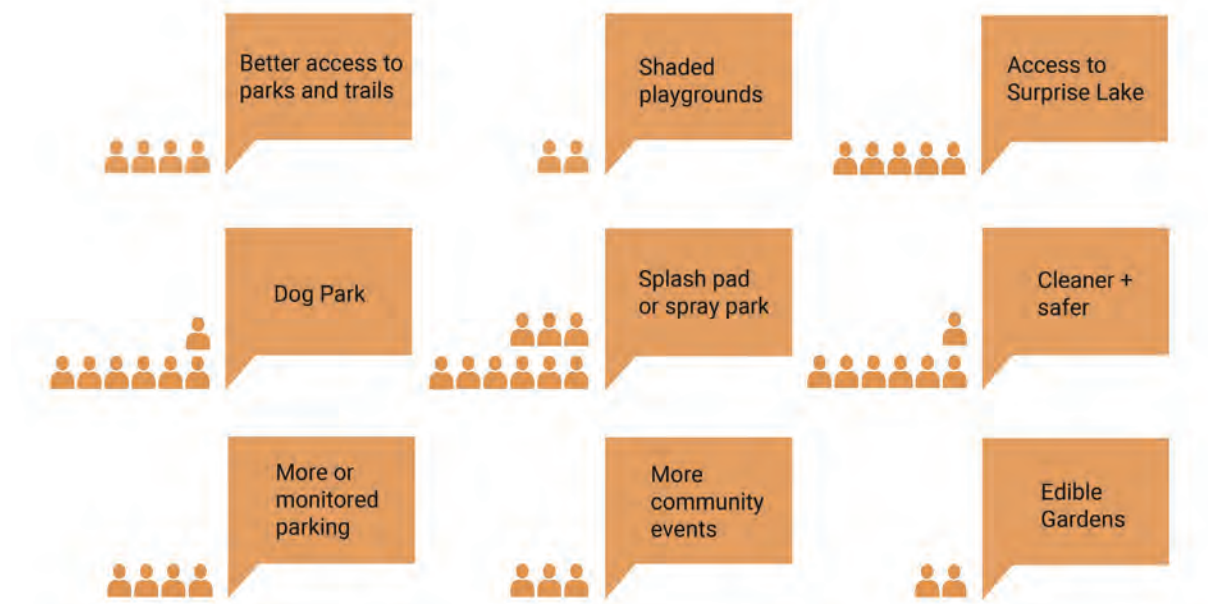 Better access to
parks and trails
Shaded
playgrounds
Access to
Surprise Lake
Dog Park
Splash pad
or spray park
Cleaner +
safer
More or
monitored
parking
More
community
events
Edible
Gardens